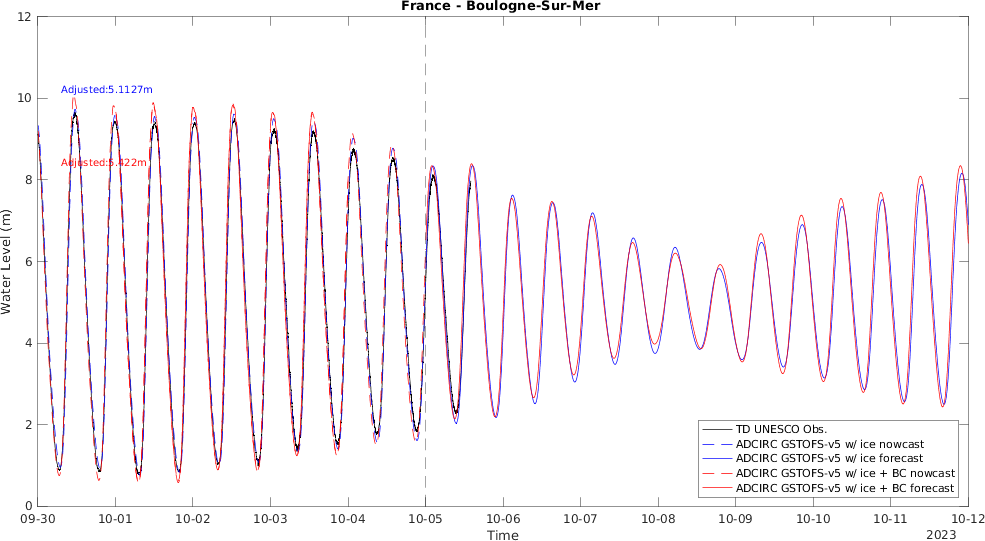 France - Boulogne-Sur-Mer
12
10
8
6
4
2
0
Water Level (m)
Adjusted:5.1127m
Adjusted:5.422m
TD UNESCO Obs.
ADCIRC GSTOFS-v5 w/ ice nowcast
ADCIRC GSTOFS-v5 w/ ice forecast
ADCIRC GSTOFS-v5 w/ ice + BC nowcast
ADCIRC GSTOFS-v5 w/ ice + BC forecast
09-30 10-01 10-02 10-03 10-04 10-05 10-06 10-07 10-08 10-09 10-10 10-11 10-12
Time
2023